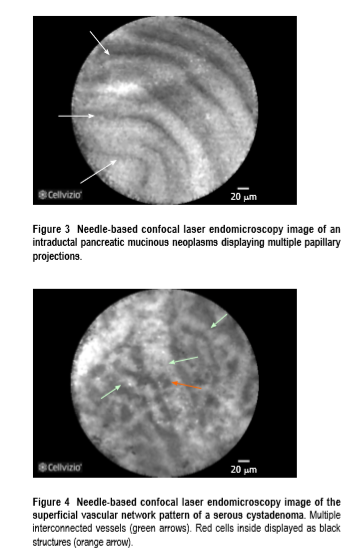 Cellvizio
20 µm
Figure 3 Needle-based confocal laser endomicroscopy image of an
intraductal pancreatic mucinous neoplasms displaying multiple papillary
projections.
Cellvizio
20 µm
Figure 4 Needle-based confocal laser endomicroscopy image of the
superficial vascular network pattern of a serous cystadenoma. Multiple
interconnected vessels (green arrows). Red cells inside displayed as black
structures (orange arrow).